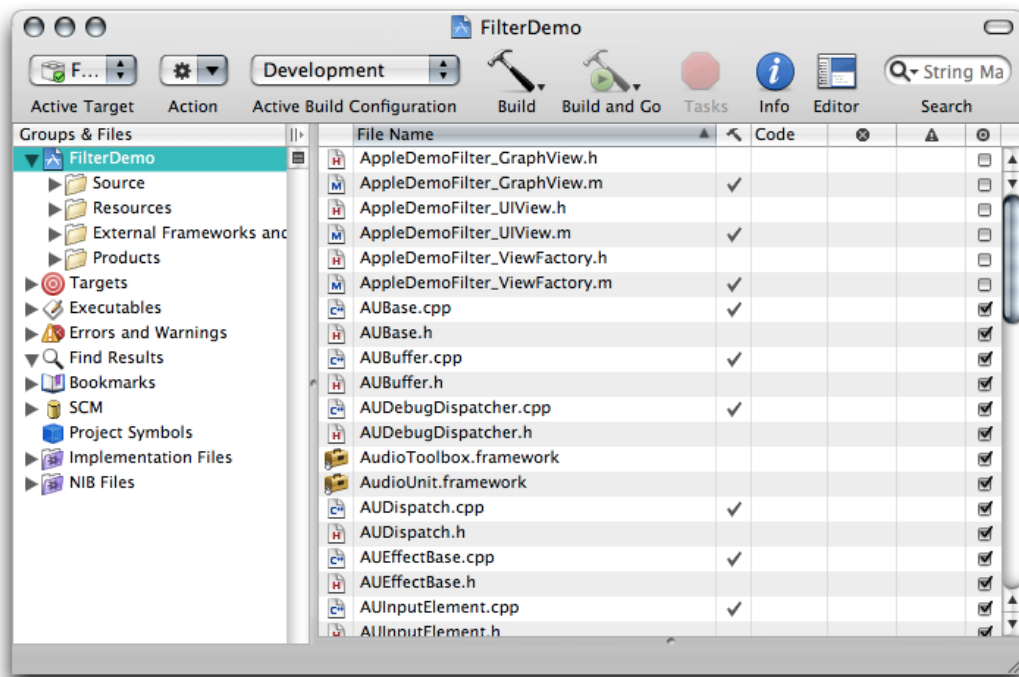 FilterDemo
F...
Development
String Ma
Active Target
Action
Active Build Configuration
Build
Build and Go
Tasks
Info
Editor
Search
Groups & Files
File Name
Code
FilterDemo
Source
Resources
External Frameworks and
Products
Targets
Executables
Errors and Warnings
Find Results
Bookmarks
SCM
Project Symbols
Implementation Files
NIB Files
AppleDemoFilter_GraphView.h
AppleDemoFilter_GraphView.m
AppleDemoFilter_UIView.h
AppleDemoFilter_UIView.m
AppleDemoFilter_ViewFactory.h
AppleDemoFilter_ViewFactory.m
AUBase.cpp
AUBase.h
AUBuffer.cpp
AUBuffer.h
AUDebugDispatcher.cpp
AUDebugDispatcher.h
AudioToolbox.framework
AudioUnit.framework
AUDispatch.cpp
AUDispatch.h
AUEffectBase.cpp
AUEffectBase.h
AUInputElement.cpp
AUInputElement.h